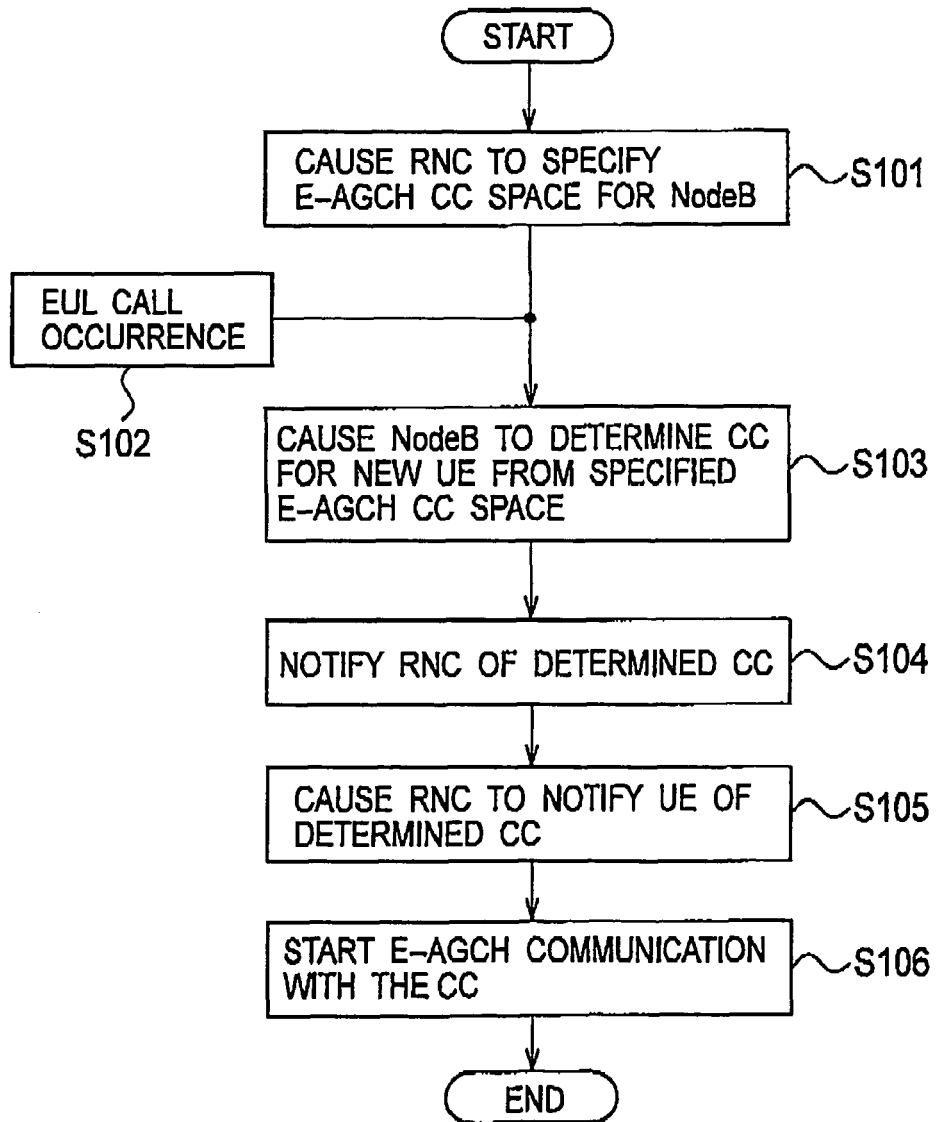 START
CAUSE RNC TO SPECIFY
E-AGCH CC SPACE FOR NodeB
S101
EUL CALL
OCCURRENCE
S102
CAUSE NodeB TO DETERMINE CC
FOR NEW UE FROM SPECIFIED
E-AGCH CC SPACE
S103
NOTIFY RNC OF DETERMINED CC
S104
CAUSE RNC TO NOTIFY UE OF
DETERMINED CC
S105
START E-AGCH COMMUNICATION
WITH THE CC
S106
END